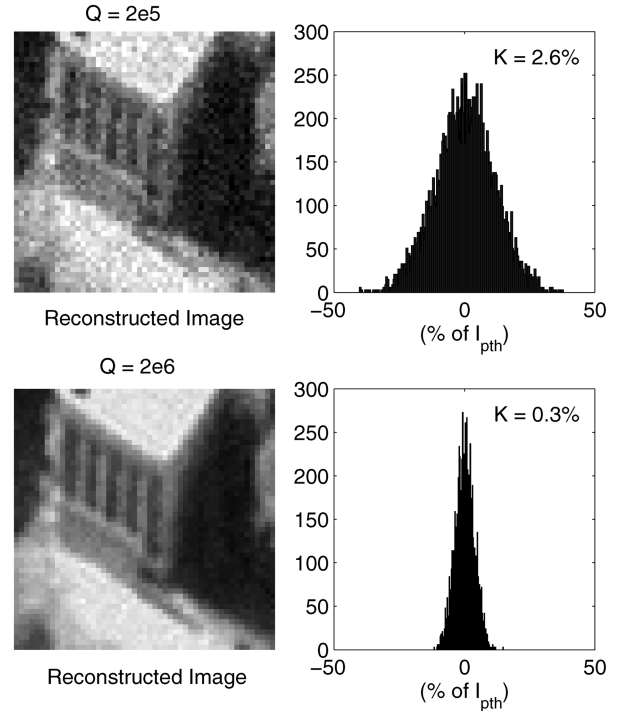 Q = 2e5
K = 2.6%
300
250
200
150
100
50
0
−50 0 50
(% of I_pth)
Reconstructed Image
Q = 2e6
K = 0.3%
300
250
200
150
100
50
0
−50 0 50
(% of I_pth)
Reconstructed Image